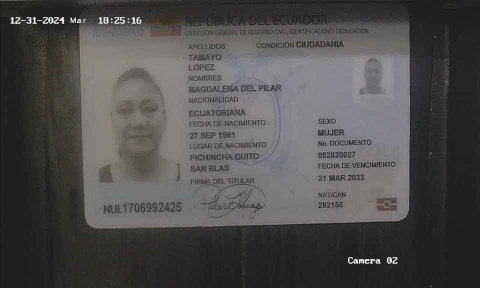 12-31-2024 Mar 18:25:16
REPÚBLICA DEL ECUADOR
IDENTIDAD
DIRECCIÓN GENERAL DE REGISTRO CIVIL, IDENTIFICACIÓN Y CEDULACIÓN
APELLIDOS CONDICIÓN CIUDADANÍA
TAMAYO
LOPEZ
NOMBRES
MAGDALENA DEL PILAR
NACIONALIDAD
ECUATORIANA
FECHA DE NACIMIENTO
27 SEP 1961
LUGAR DE NACIMIENTO
PICHINCHA QUITO
SAN BLAS
FIRMA DEL TITULAR
SEXO
MUJER
No. DOCUMENTO
052820027
FECHA DE VENCIMIENTO
31 MAR 2033
NAT/CAN
292156
NUI.1706992425
Camera 02